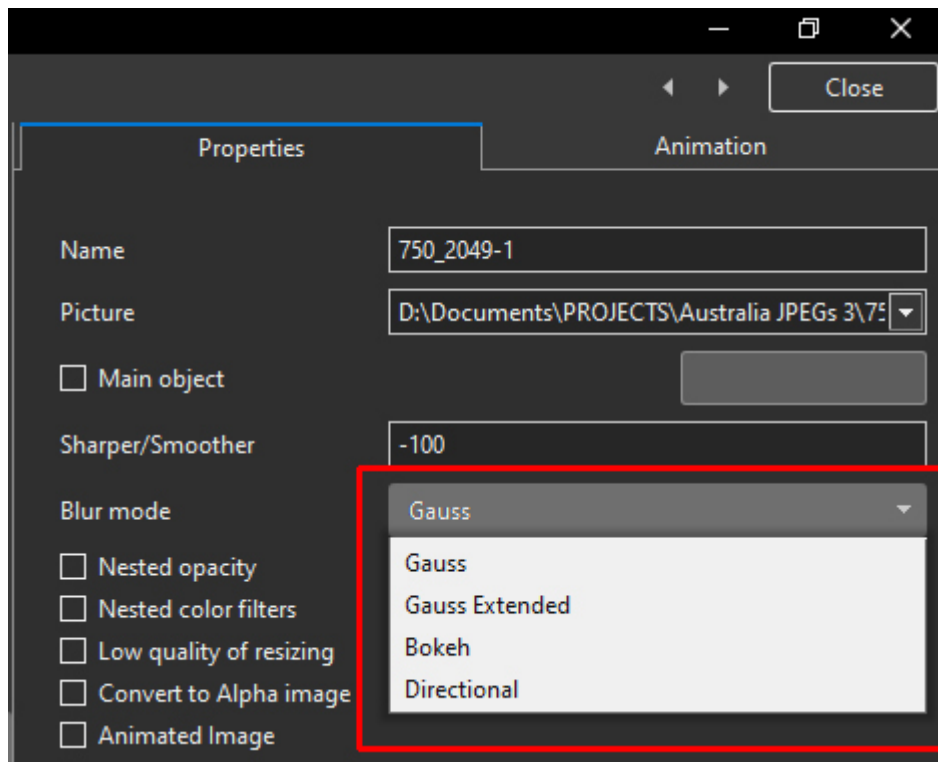 Close
Properties
Animation
Name
750_2049-1
Picture
D:\Documents\PROJECTS\Australia JPEGs 3\75
Main object
Sharper/Smoother
-100
Blur mode
Gauss
Gauss
Gauss Extended
Bokeh
Directional
Nested opacity
Nested color filters
Low quality of resizing
Convert to Alpha image
Animated Image